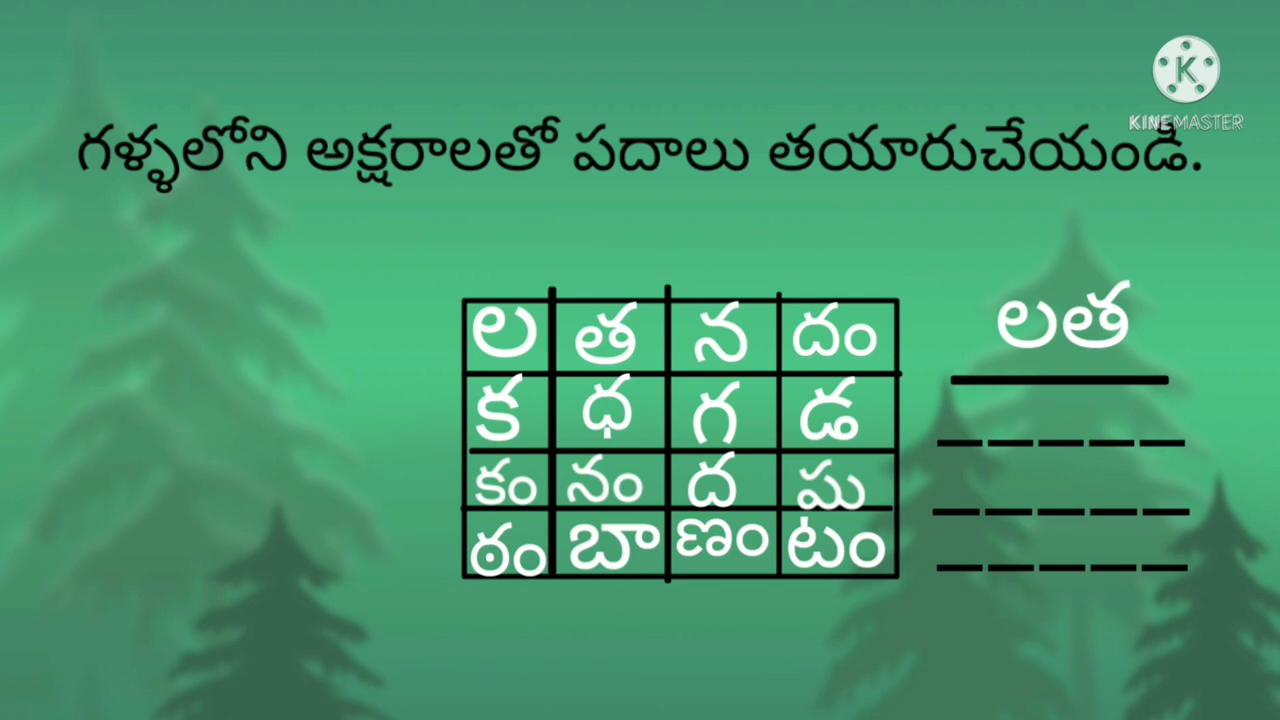 KINEMASTER
గళ్ళలోని అక్షరాలతో పదాలు తయారుచేయండి.
ల త న దం
క ధ గ డ
కం నం ద ఘ
ఠం బా ణం టం
లత